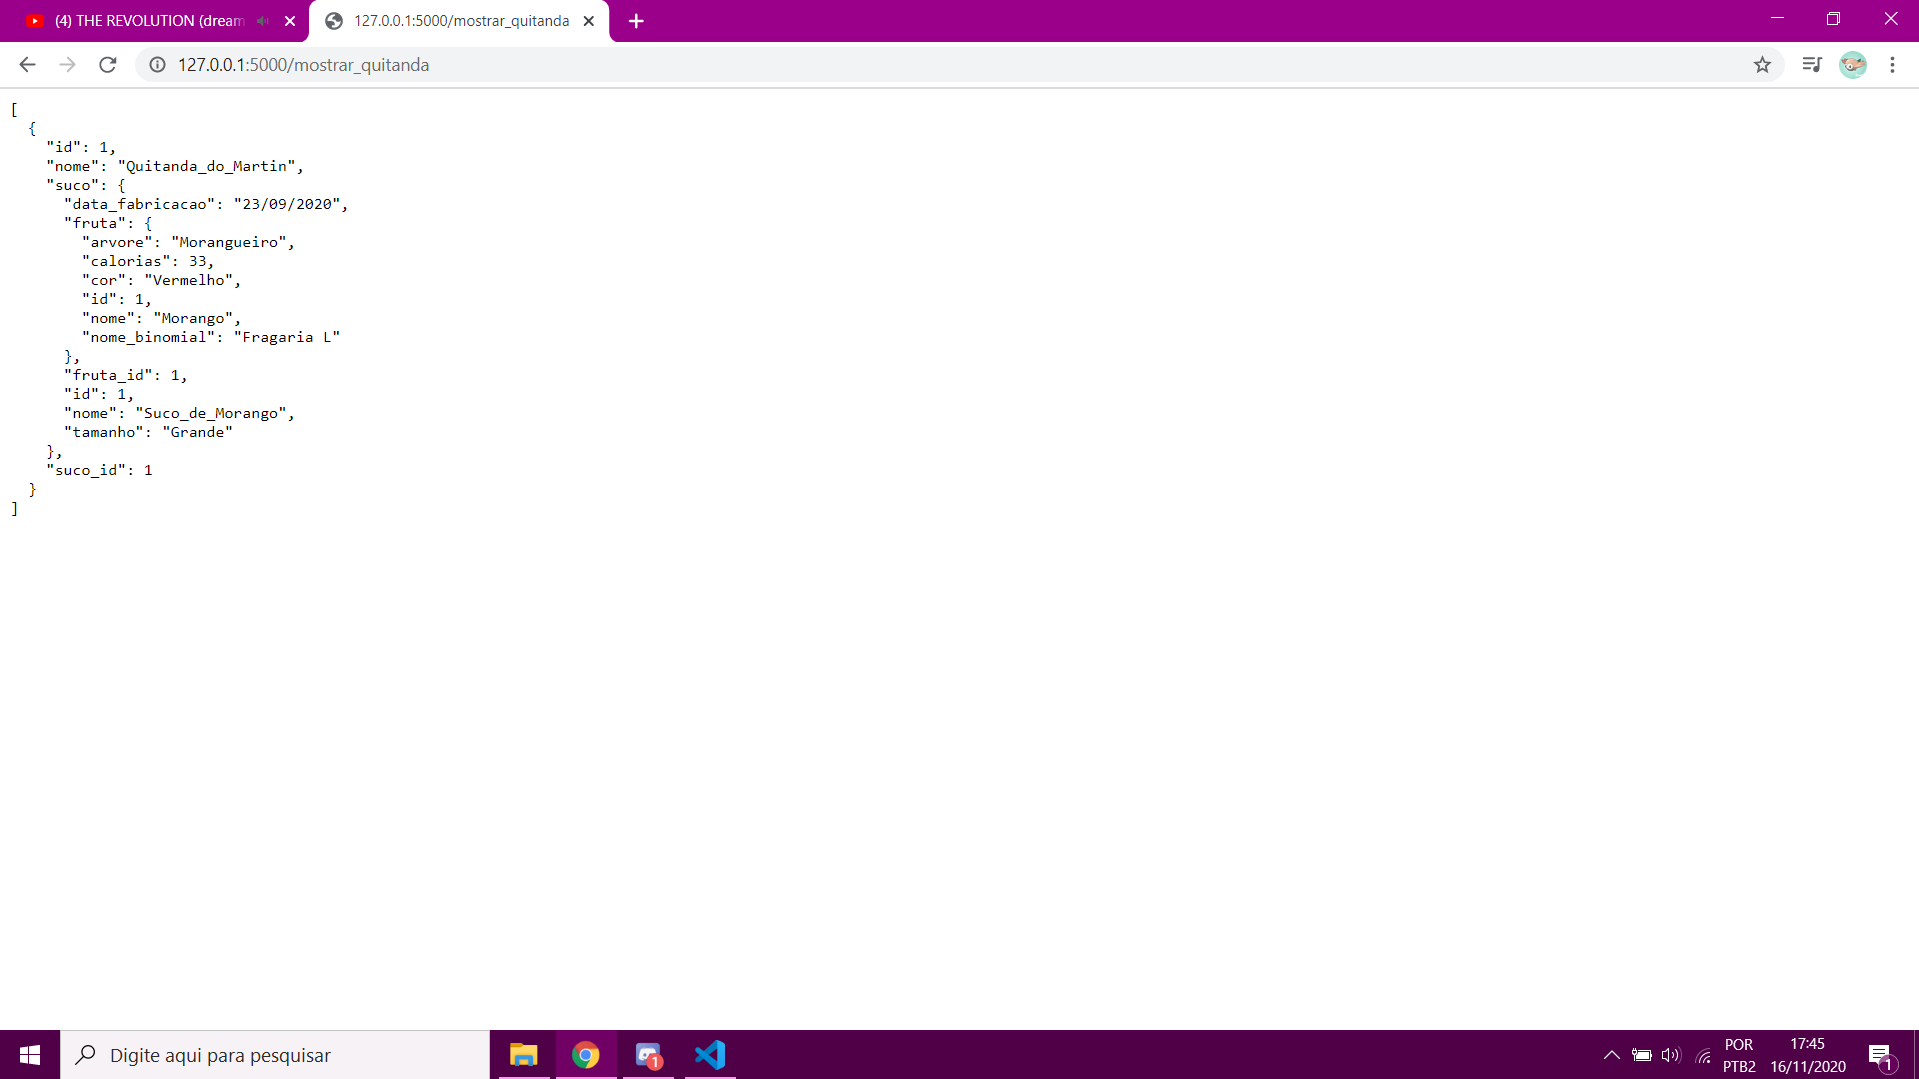 (4) THE REVOLUTION (dream
127.0.0.1:5000/mostrar_quitanda
127.0.0.1:5000/mostrar_quitanda
[
  {
    "id": 1,
    "nome": "Quitanda_do_Martin",
    "suco": {
      "data_fabricacao": "23/09/2020",
      "fruta": {
        "arvore": "Morangueiro",
        "calorias": 33,
        "cor": "Vermelho",
        "id": 1,
        "nome": "Morango",
        "nome_binomial": "Fragaria L"
      },
      "fruta_id": 1,
      "id": 1,
      "nome": "Suco_de_Morango",
      "tamanho": "Grande"
    },
    "suco_id": 1
  }
]
Digite aqui para pesquisar
1
POR
PTB2
17:45
16/11/2020
1